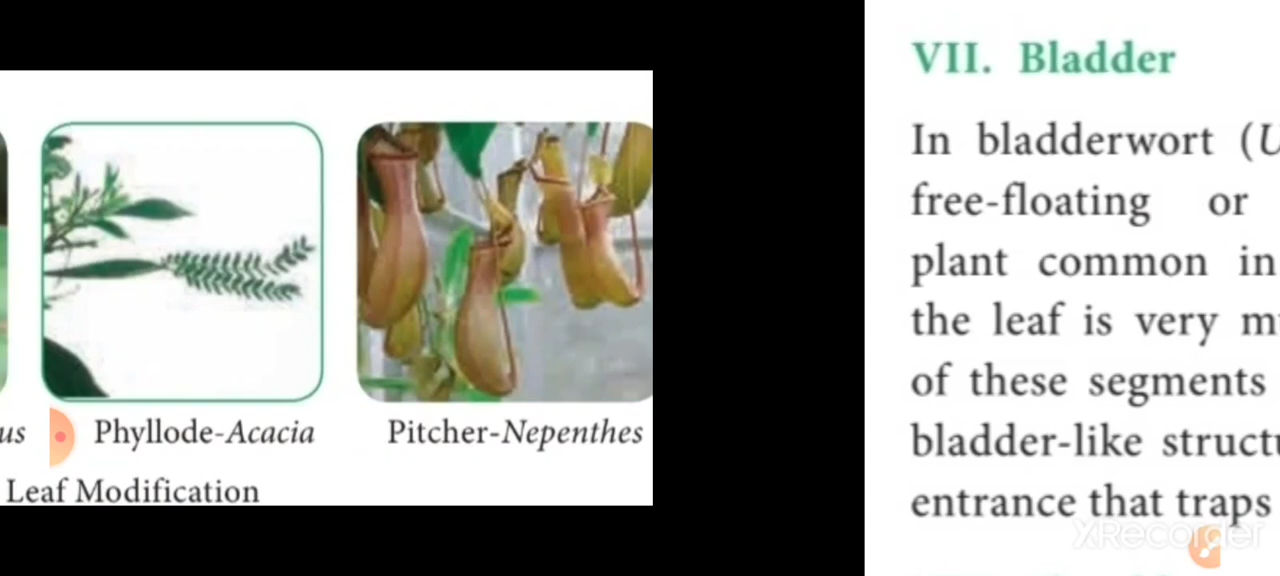 us Phyllode-Acacia Pitcher-Nepenthes
Leaf Modification
VII. Bladder
In bladderwort (U
free-floating or
plant common in
the leaf is very m
of these segments
bladder-like structu
entrance that traps
XRecorder